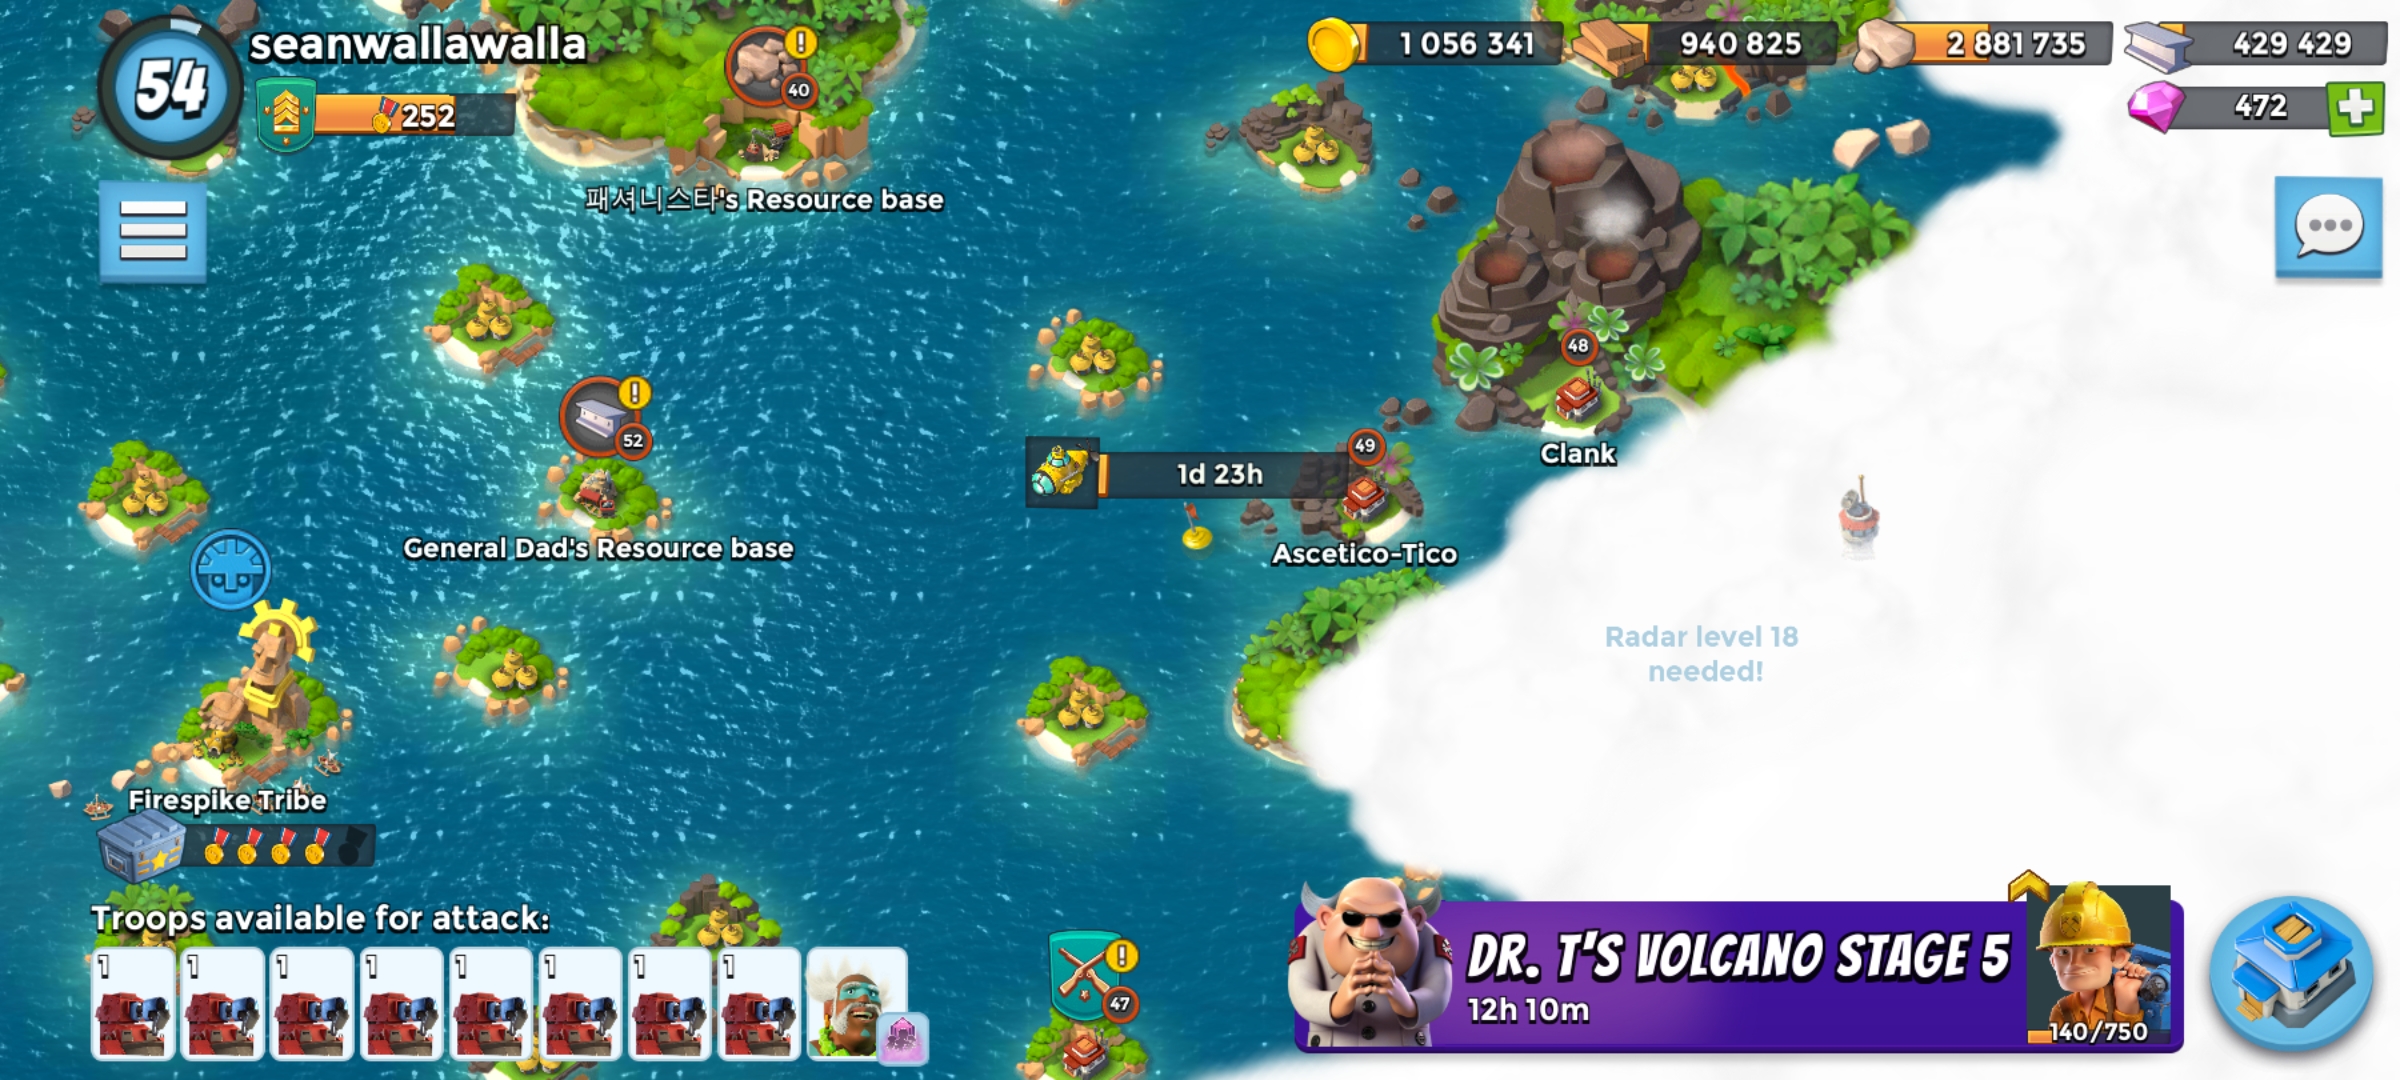 54
seanwallawalla
252
1 056 341
940 825
2 881 735
429 429
472
40
패셔니스타's Resource base
52
General Dad's Resource base
48
Clank
1d 23h
49
Ascetico-Tico
Radar level 18
needed!
Firespike Tribe
Troops available for attack:
1 1 1 1 1 1 1 1
47
DR. T'S VOLCANO STAGE 5
12h 10m
140/750